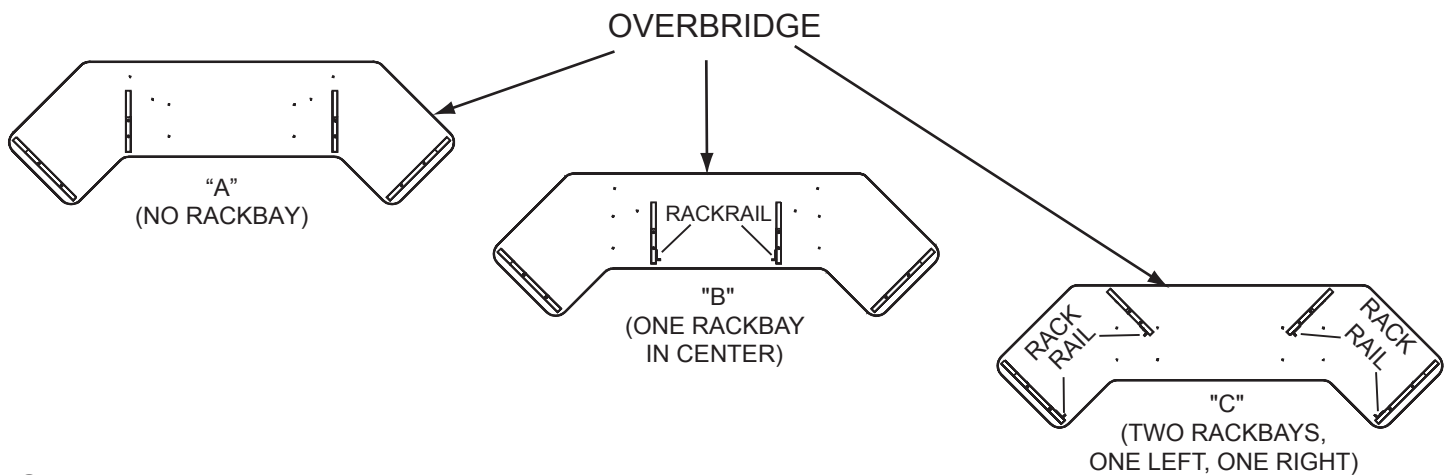 OVERBRIDGE
“A”
(NO RACKBAY)
RACKRAIL
"B"
(ONE RACKBAY
IN CENTER)
RACK
RAIL
RACK
RAIL
"C"
(TWO RACKBAYS,
ONE LEFT, ONE RIGHT)